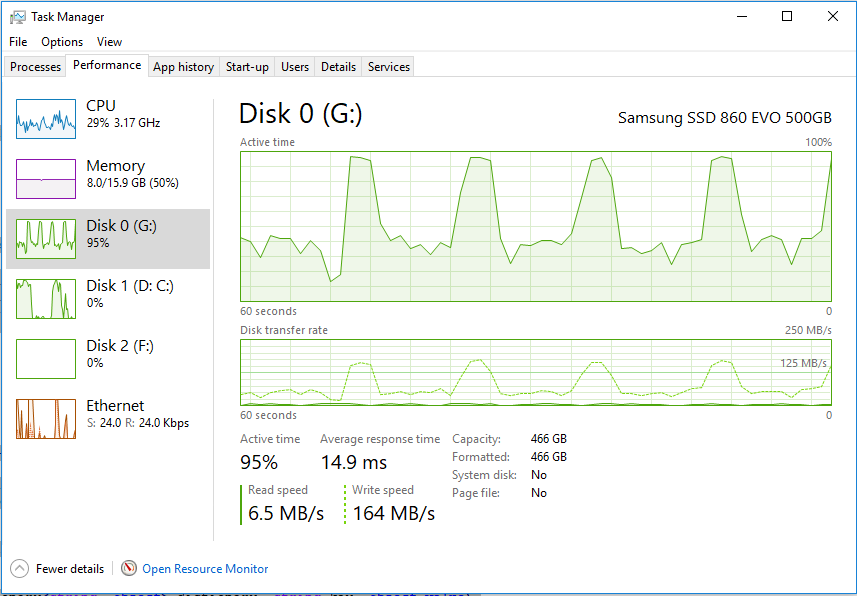 Task Manager
File Options View
Processes Performance App history Start-up Users Details Services
CPU
29% 3.17 GHz
Memory
8.0/15.9 GB (50%)
Disk 0 (G:)
95%
Disk 1 (D: C:)
0%
Disk 2 (F:)
0%
Ethernet
S: 24.0 R: 24.0 Kbps
Disk 0 (G:)
Samsung SSD 860 EVO 500GB
Active time 100%
60 seconds 0
Disk transfer rate 250 MB/s
125 MB/s
60 seconds 0
Active time
95%
Average response time
14.9 ms
Read speed
6.5 MB/s
Write speed
164 MB/s
Capacity: 466 GB
Formatted: 466 GB
System disk: No
Page file: No
Fewer details Open Resource Monitor